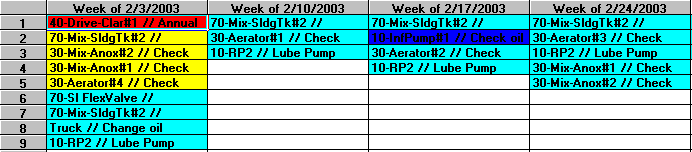 Week of 2/3/2003 Week of 2/10/2003 Week of 2/17/2003 Week of 2/24/2003
1 40-Drive-Clar#1 // Annual 70-Mix-SldgTk#2 // 70-Mix-SldgTk#2 // 70-Mix-SldgTk#2 //
2 70-Mix-SldgTk#2 // 30-Aerator#1 // Check 10-InfPump#1 // Check oil 30-Aerator#3 // Check
3 30-Mix-Anox#2 // Check 10-RP2 // Lube Pump 30-Aerator#2 // Check 10-RP2 // Lube Pump
4 30-Mix-Anox#1 // Check 10-RP2 // Lube Pump 30-Mix-Anox#1 // Check
5 30-Aerator#4 // Check 30-Mix-Anox#2 // Check
6 70-Sl FlexValve //
7 70-Mix-SldgTk#2 //
8 Truck // Change oil
9 10-RP2 // Lube Pump